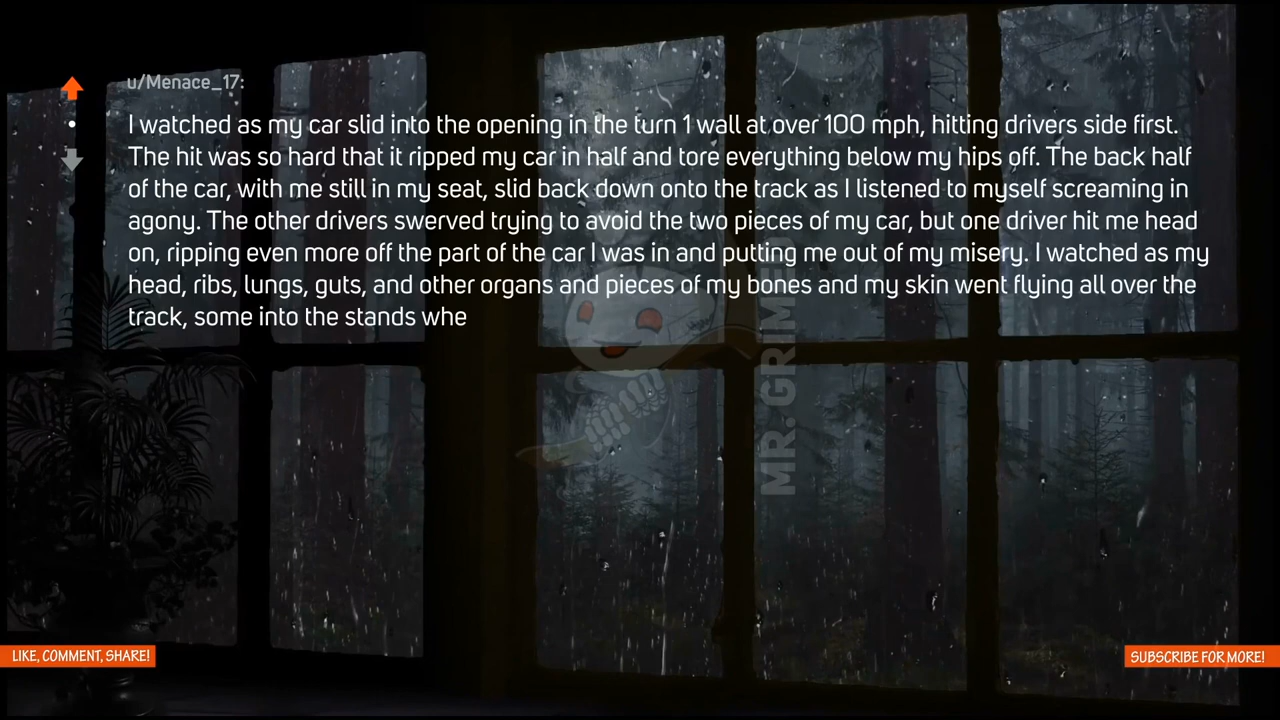 u/Menace_17:
I watched as my car slid into the opening in the turn 1 wall at over 100 mph, hitting drivers side first.
The hit was so hard that it ripped my car in half and tore everything below my hips off. The back half
of the car, with me still in my seat, slid back down onto the track as I listened to myself screaming in
agony. The other drivers swerved trying to avoid the two pieces of my car, but one driver hit me head
on, ripping even more off the part of the car I was in and putting me out of my misery. I watched as my
head, ribs, lungs, guts, and other organs and pieces of my bones and my skin went flying all over the
track, some into the stands whe
MR. GRIMED
LIKE, COMMENT, SHARE!
SUBSCRIBE FOR MORE!